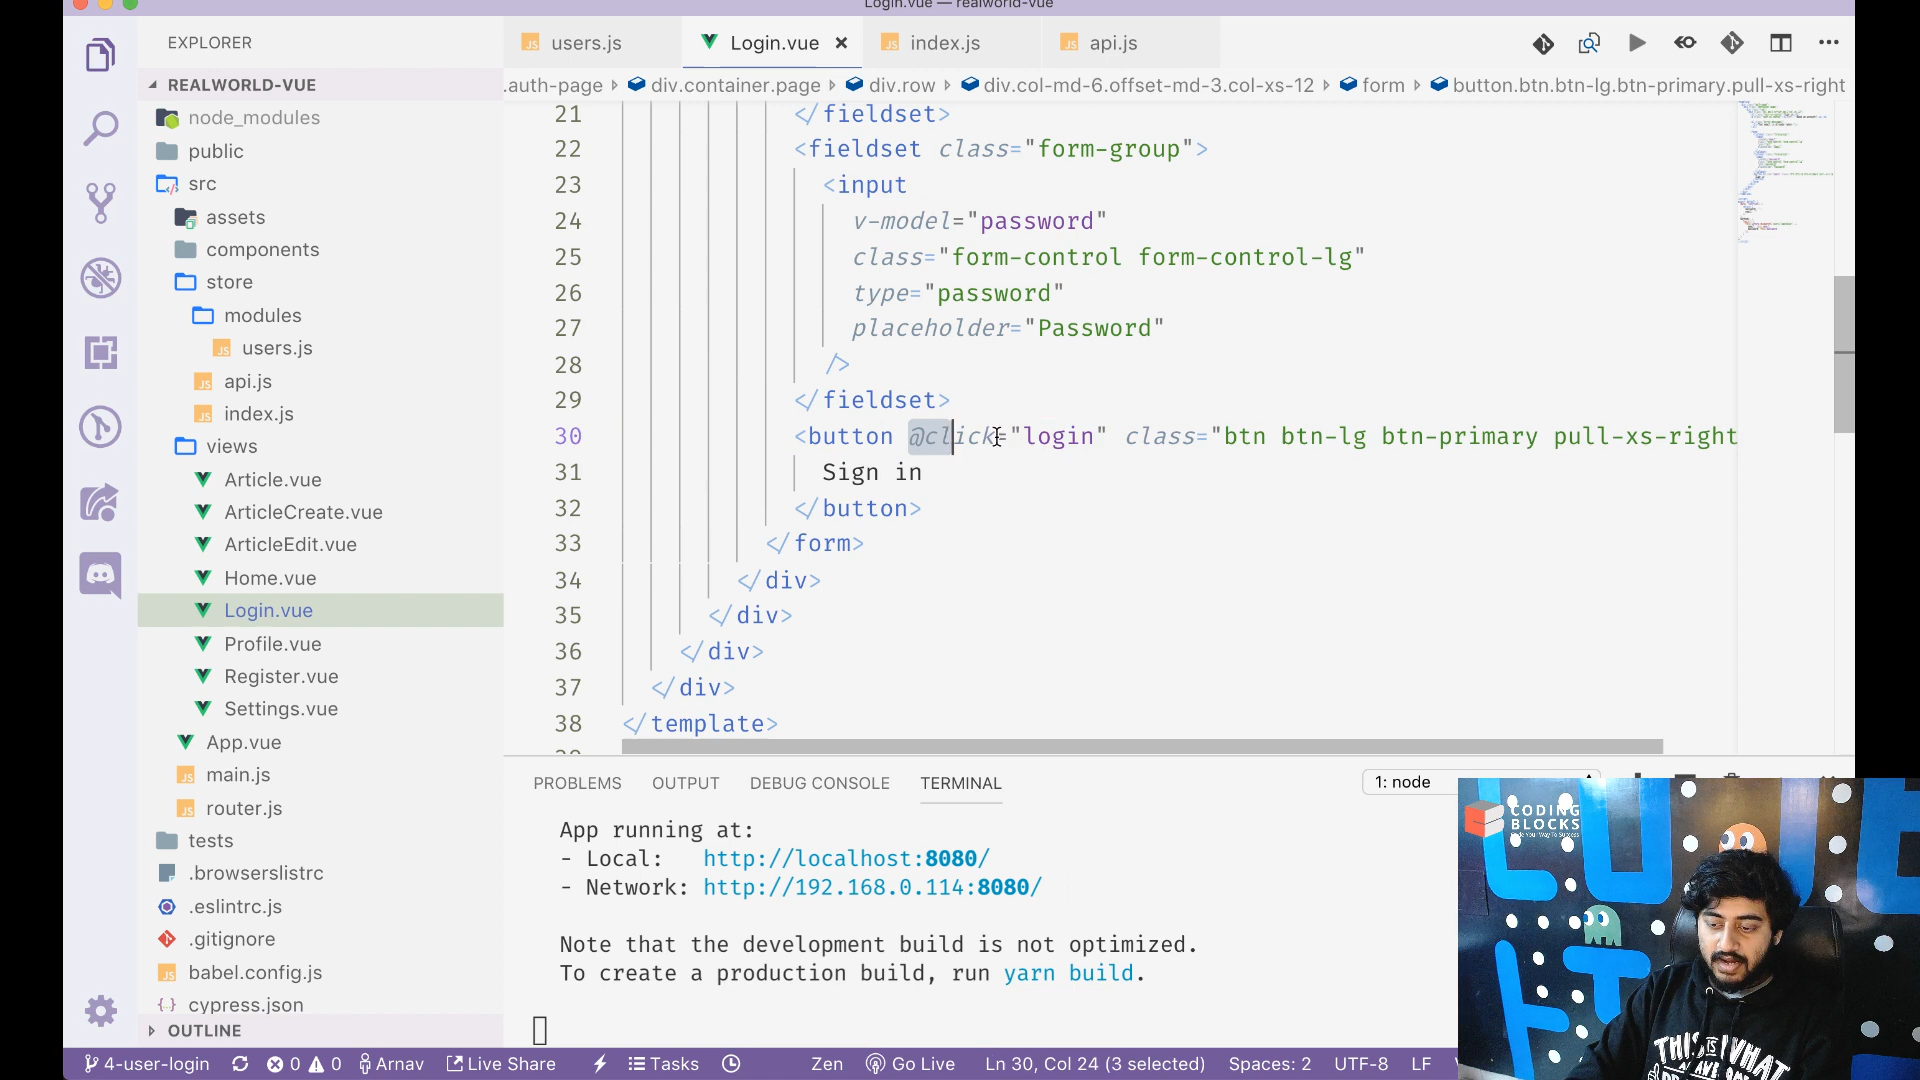 Login.vue — realworld-vue
EXPLORER
users.js
Login.vue
index.js
api.js
REALWORLD-VUE
.auth-page
div.container.page
div.row
div.col-md-6.offset-md-3.col-xs-12
form
button.btn.btn-lg.btn-primary.pull-xs-right
node_modules
public
src
assets
components
store
modules
users.js
api.js
index.js
views
Article.vue
ArticleCreate.vue
ArticleEdit.vue
Home.vue
Login.vue
Profile.vue
Register.vue
Settings.vue
App.vue
main.js
router.js
tests
.browserslistrc
.eslintrc.js
.gitignore
babel.config.js
cypress.json
OUTLINE
21 </fieldset>
22 <fieldset class="form-group">
23 <input
24 v-model="password"
25 class="form-control form-control-lg"
26 type="password"
27 placeholder="Password"
28 />
29 </fieldset>
30 <button @click="login" class="btn btn-lg btn-primary pull-xs-right
31 Sign in
32 </button>
33 </form>
34 </div>
35 </div>
36 </div>
37 </div>
38 </template>
PROBLEMS
OUTPUT
DEBUG CONSOLE
TERMINAL
1: node
App running at:
- Local: http://localhost:8080/
- Network: http://192.168.0.114:8080/
Note that the development build is not optimized.
To create a production build, run yarn build.
CODING
BLOCKS
THIS IS WHAT
4-user-login
0
0
Arnav
Live Share
Tasks
Zen
Go Live
Ln 30, Col 24 (3 selected)
Spaces: 2
UTF-8
LF